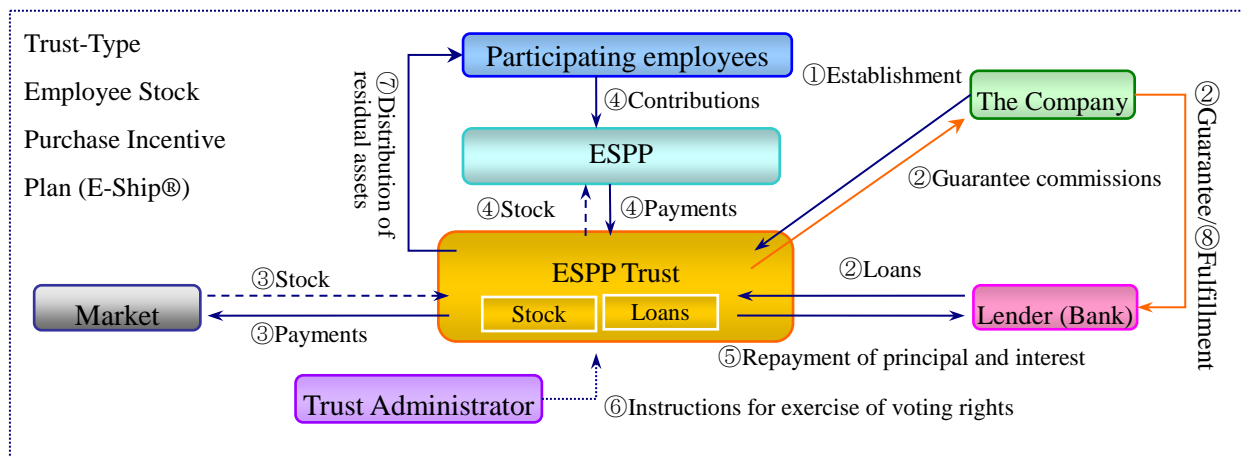 Trust-Type
Employee Stock
Purchase Incentive
Plan (E-Ship®)
Participating employees
⑦Distribution of
residual assets
④Contributions
①Establishment
The Company
ESPP
②Guarantee commissions
②Guarantee/
⑧Fulfillment
④Stock
④Payments
ESPP Trust
Stock
Loans
③Stock
Market
③Payments
②Loans
Lender (Bank)
⑤Repayment of principal and interest
Trust Administrator
⑥Instructions for exercise of voting rights